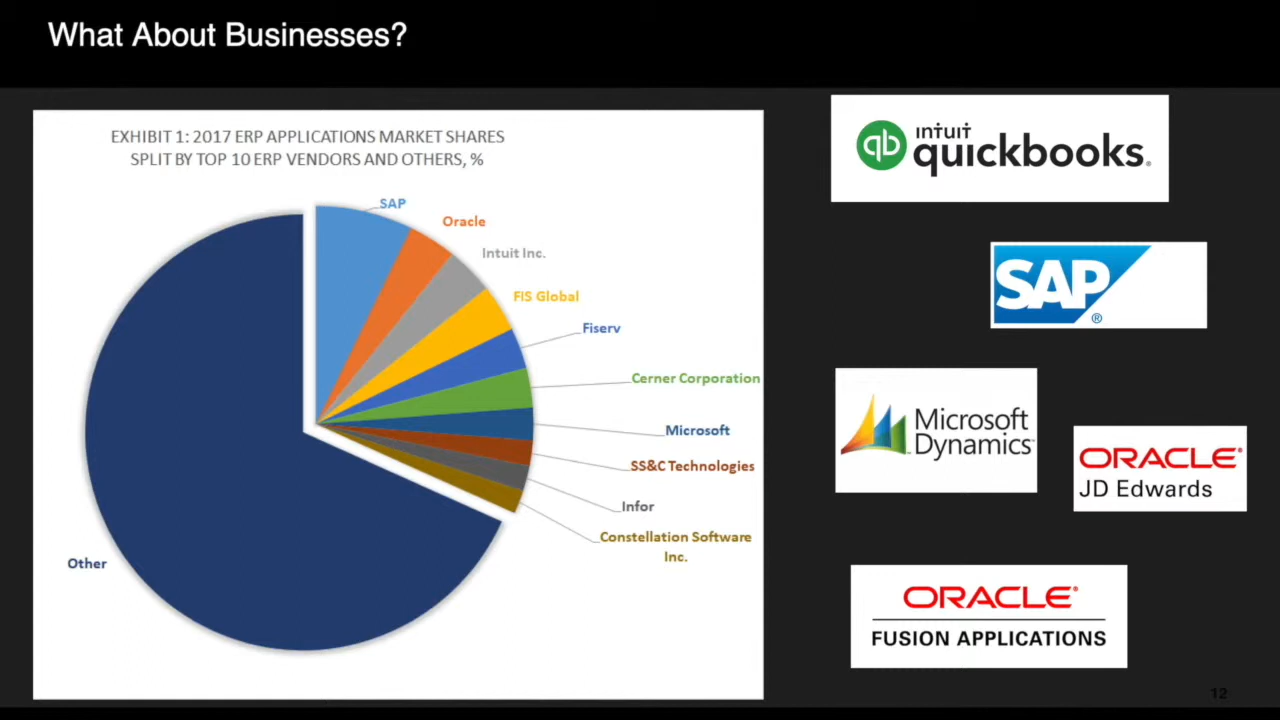 What About Businesses?
EXHIBIT 1: 2017 ERP APPLICATIONS MARKET SHARES
SPLIT BY TOP 10 ERP VENDORS AND OTHERS, %
SAP
Oracle
Intuit Inc.
FIS Global
Fiserv
Cerner Corporation
Microsoft
SS&C Technologies
Infor
Constellation Software
Inc.
Other
qb
intuit
quickbooks.
SAP
®
Microsoft
Dynamics
ORACLE®
JD Edwards
ORACLE®
FUSION APPLICATIONS
12